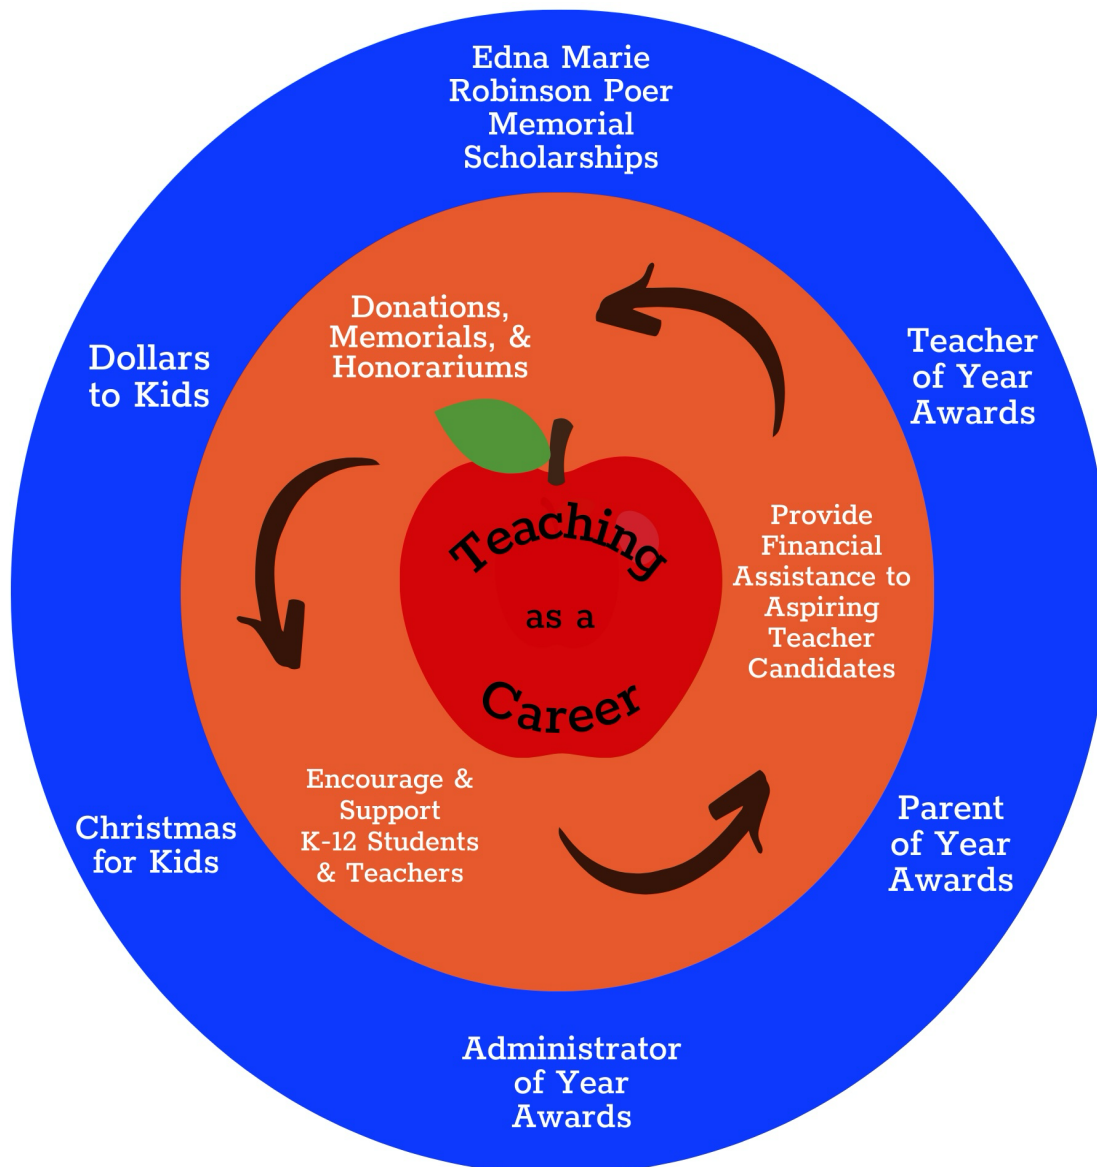 Edna Marie
Robinson Poer
Memorial
Scholarships
Dollars
to Kids
Teacher
of Year
Awards
Donations,
Memorials, &
Honorariums
Teaching
as a
Career
Provide
Financial
Assistance to
Aspiring
Teacher
Candidates
Encourage &
Support
K-12 Students
& Teachers
Christmas
for Kids
Parent
of Year
Awards
Administrator
of Year
Awards